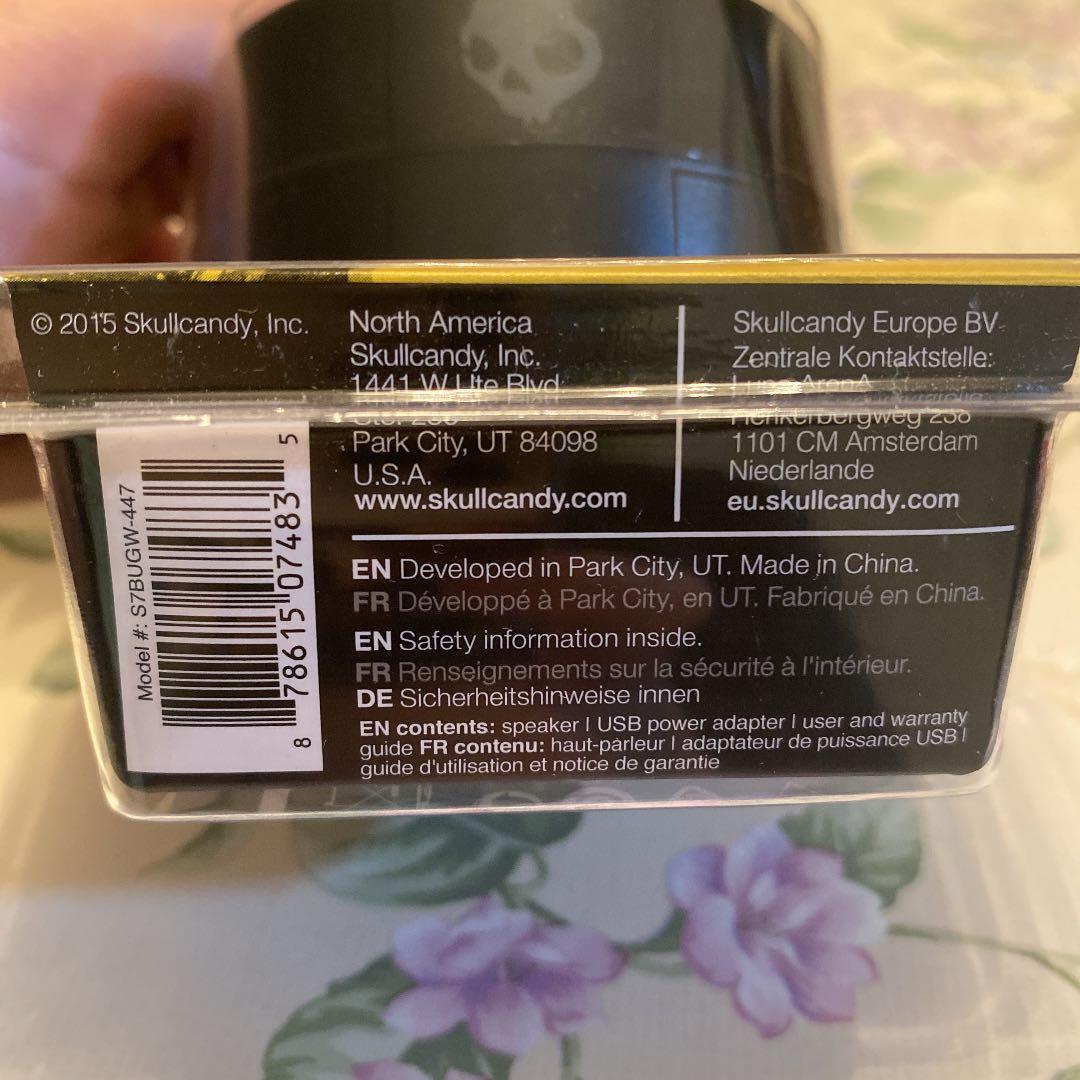 © 2015 Skullcandy, Inc.
North America
Skullcandy, Inc.
1441 W Ute Blvd
Park City, UT 84098
U.S.A.
www.skullcandy.com
Skullcandy Europe BV
Zentrale Kontaktstelle:
1101 CM Amsterdam
Niederlande
eu.skullcandy.com
Model #: S7BUGW-447
8 78615 07483 5
EN Developed in Park City, UT. Made in China.
FR Développé à Park City, en UT. Fabriqué en China.
EN Safety information inside.
FR Renseignements sur la sécurité à l'intérieur.
DE Sicherheitshinweise innen
EN contents: speaker | USB power adapter | user and warranty
guide FR contenu: haut-parleur | adaptateur de puissance USB |
guide d'utilisation et notice de garantie